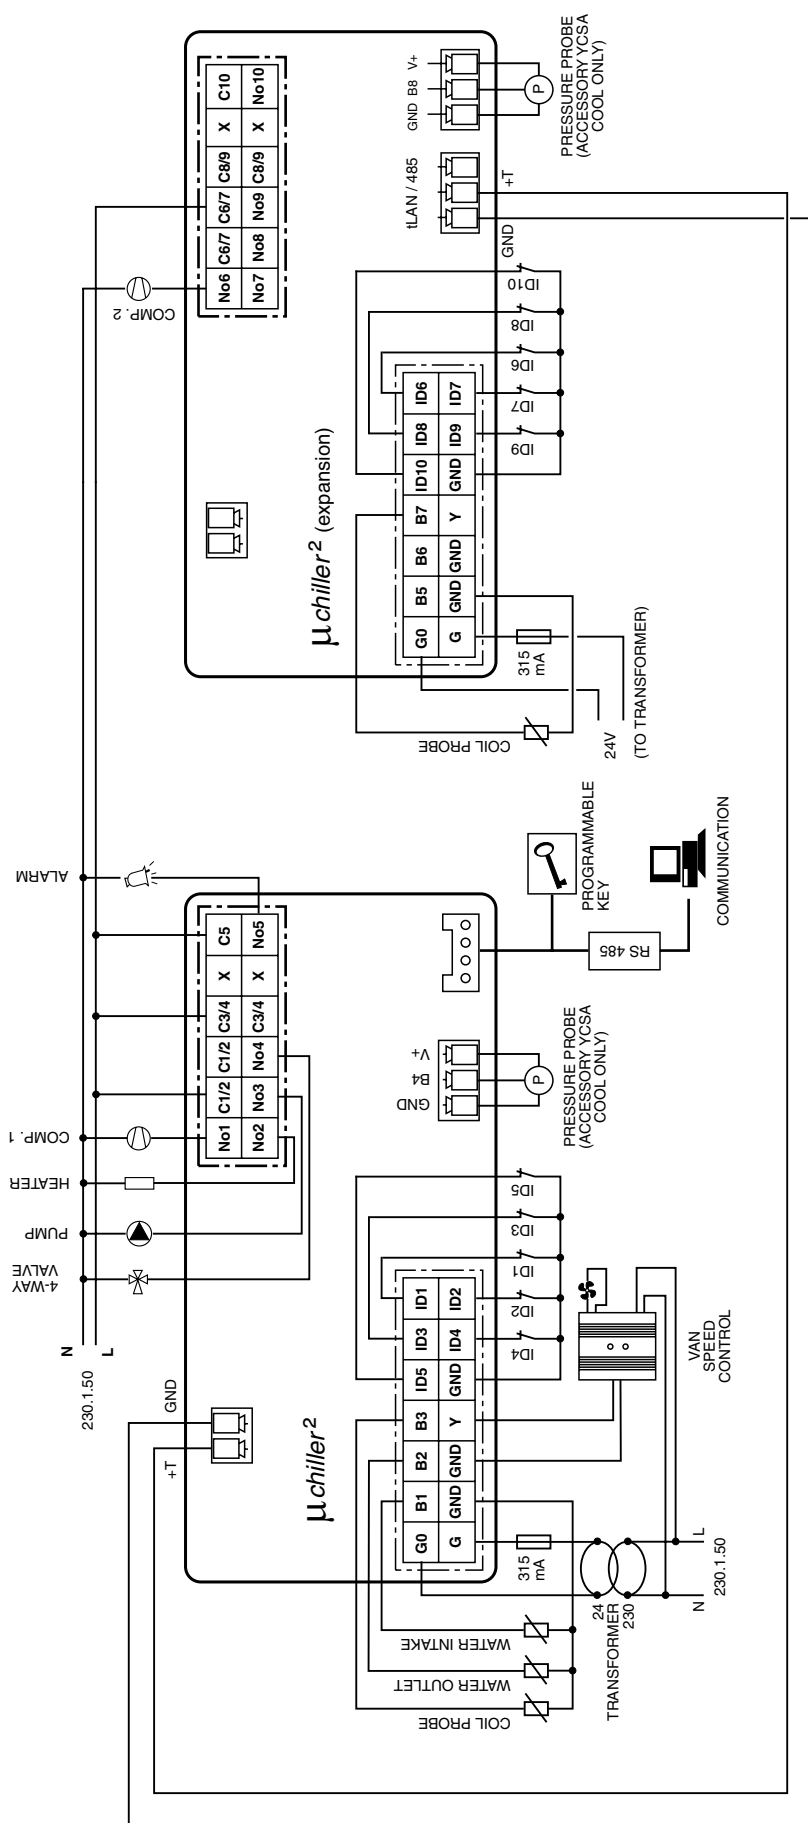 C10
X
C8/9
C6/7
C6/7
No6
No10
X
C8/9
No9
No8
No7
COMP. 2
V+
B8
GND
P
PRESSURE PROBE
(ACCESSORY YCSA
COOL ONLY)
tLAN / 485
+T
GND
µchiller² (expansion)
ID6
ID8
ID10
B7
B6
B5
G0
ID7
ID9
GND
Y
GND
GND
G
ID10
ID8
ID6
ID7
ID9
315
mA
COIL PROBE
24V
(TO TRANSFORMER)
ALARM
COMP. 1
HEATER
PUMP
4-WAY
VALVE
N
L
230.1.50
C5
X
C3/4
C1/2
C1/2
No1
No5
X
C3/4
No4
No3
No2
PROGRAMMABLE
KEY
RS 485
COMMUNICATION
V+
B4
GND
P
PRESSURE PROBE
(ACCESSORY YCSA
COOL ONLY)
GND
+T
µchiller²
ID1
ID3
ID5
B3
B2
B1
G0
ID2
ID4
GND
Y
GND
GND
G
ID5
ID3
ID1
ID2
ID4
VAN
SPEED
CONTROL
315
mA
24
230
TRANSFORMER
L
N
230.1.50
WATER INTAKE
WATER OUTLET
COIL PROBE